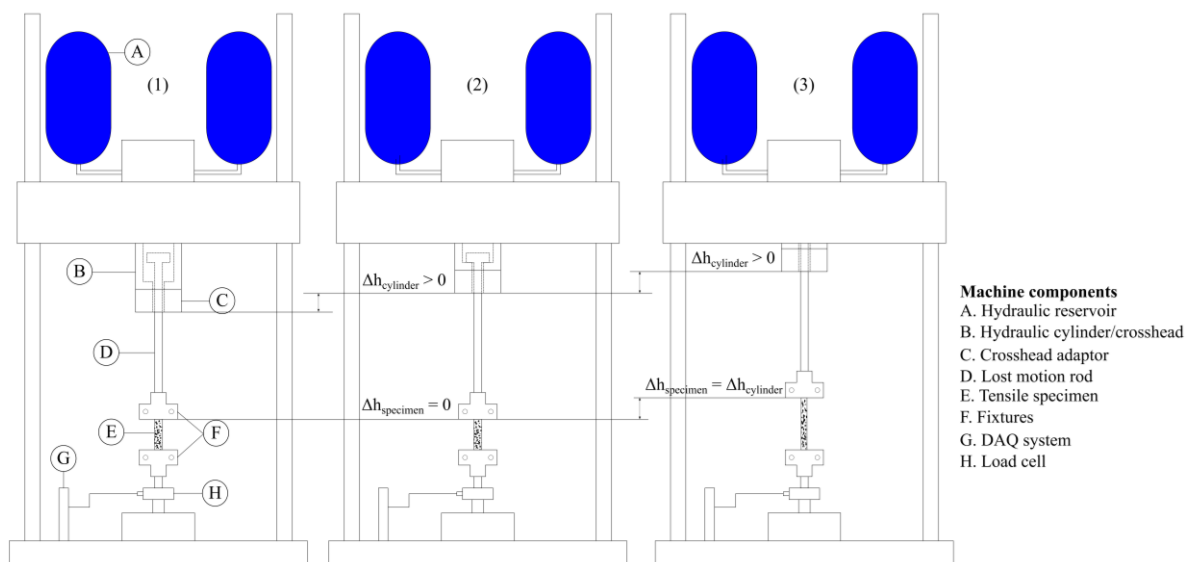 A
(1)
(2)
(3)
B
Δh_cylinder > 0
Δh_cylinder > 0
C
Machine components
A. Hydraulic reservoir
B. Hydraulic cylinder/crosshead
C. Crosshead adaptor
D. Lost motion rod
E. Tensile specimen
F. Fixtures
G. DAQ system
H. Load cell
D
Δh_specimen = 0
Δh_specimen = Δh_cylinder
E
F
G
H